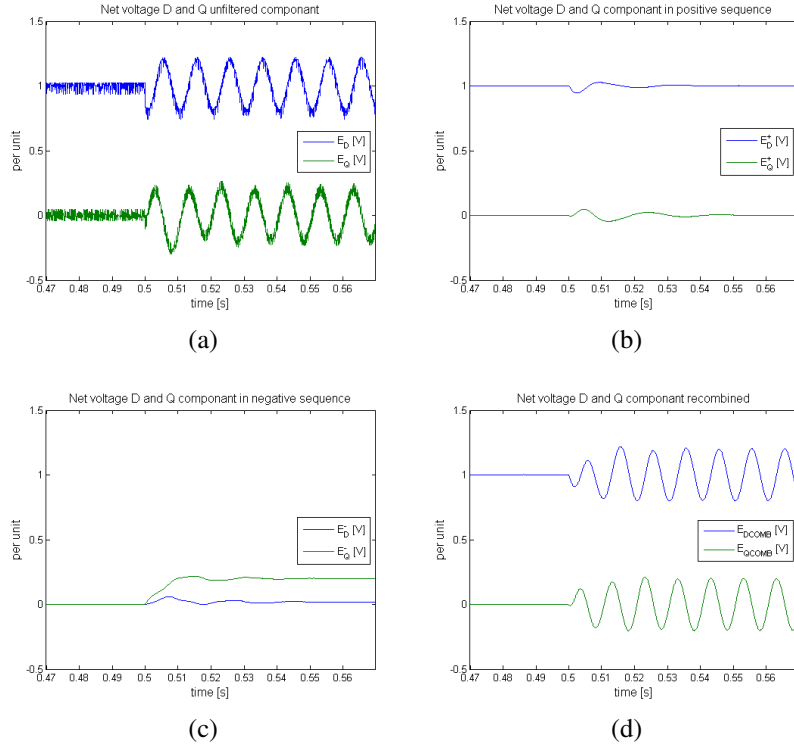 Net voltage D and Q unfiltered componant
1.5
1
0.5
0
-0.5
per unit
E_D [V]
E_Q [V]
0.47 0.48 0.49 0.5 0.51 0.52 0.53 0.54 0.55 0.56
time [s]
(a)
Net voltage D and Q componant in positive sequence
1.5
1
0.5
0
-0.5
per unit
E_D^+ [V]
E_Q^+ [V]
0.47 0.48 0.49 0.5 0.51 0.52 0.53 0.54 0.55 0.56
time [s]
(b)
Net voltage D and Q componant in negative sequence
1.5
1
0.5
0
-0.5
per unit
E_D^- [V]
E_Q^- [V]
0.47 0.48 0.49 0.5 0.51 0.52 0.53 0.54 0.55 0.56
time [s]
(c)
Net voltage D and Q componant recombined
1.5
1
0.5
0
-0.5
per unit
E_DCOMB [V]
E_QCOMB [V]
0.47 0.48 0.49 0.5 0.51 0.52 0.53 0.54 0.55 0.56
time [s]
(d)